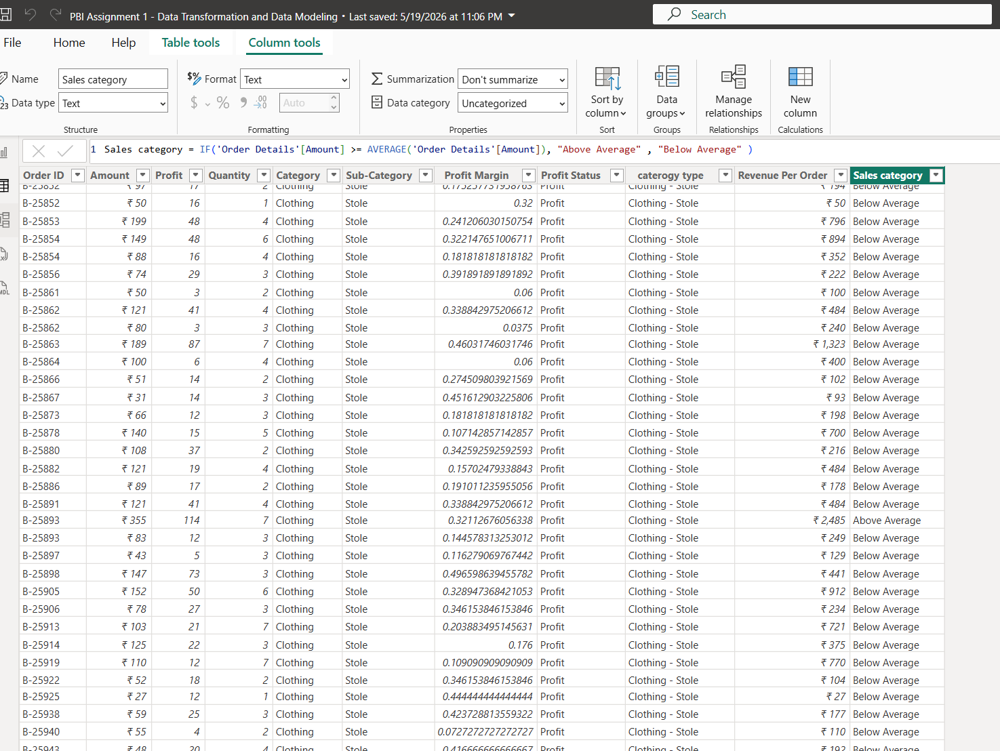 PBI Assignment 1 - Data Transformation and Data Modeling • Last saved: 5/19/2026 at 11:06 PM
Search
File Home Help Table tools Column tools
Name Sales category $% Format Text Σ Summarization Don't summarize
Data type Text $ % .00 Auto Data category Uncategorized
Sort by column Data groups Manage relationships New column
Structure Formatting Properties Sort Groups Relationships Calculations
1 Sales category = IF('Order Details'[Amount] >= AVERAGE('Order Details'[Amount]), "Above Average" , "Below Average" )
Order ID Amount Profit Quantity Category Sub-Category Profit Margin Profit Status caterogy type Revenue Per Order Sales category
B-25852 ₹ 97 17 2 Clothing Stole 0.175257731958763 Profit Clothing - Stole ₹ 194 Below Average
B-25852 ₹ 50 16 1 Clothing Stole 0.32 Profit Clothing - Stole ₹ 50 Below Average
B-25853 ₹ 199 48 4 Clothing Stole 0.241206030150754 Profit Clothing - Stole ₹ 796 Below Average
B-25854 ₹ 149 48 6 Clothing Stole 0.322147651006711 Profit Clothing - Stole ₹ 894 Below Average
B-25854 ₹ 88 16 4 Clothing Stole 0.181818181818182 Profit Clothing - Stole ₹ 352 Below Average
B-25856 ₹ 74 29 3 Clothing Stole 0.391891891891892 Profit Clothing - Stole ₹ 222 Below Average
B-25861 ₹ 50 3 2 Clothing Stole 0.06 Profit Clothing - Stole ₹ 100 Below Average
B-25862 ₹ 121 41 4 Clothing Stole 0.338842975206612 Profit Clothing - Stole ₹ 484 Below Average
B-25862 ₹ 80 3 3 Clothing Stole 0.0375 Profit Clothing - Stole ₹ 240 Below Average
B-25863 ₹ 189 87 7 Clothing Stole 0.46031746031746 Profit Clothing - Stole ₹ 1,323 Below Average
B-25864 ₹ 100 6 4 Clothing Stole 0.06 Profit Clothing - Stole ₹ 400 Below Average
B-25866 ₹ 51 14 2 Clothing Stole 0.274509803921569 Profit Clothing - Stole ₹ 102 Below Average
B-25867 ₹ 31 14 3 Clothing Stole 0.451612903225806 Profit Clothing - Stole ₹ 93 Below Average
B-25873 ₹ 66 12 3 Clothing Stole 0.181818181818182 Profit Clothing - Stole ₹ 198 Below Average
B-25878 ₹ 140 15 5 Clothing Stole 0.107142857142857 Profit Clothing - Stole ₹ 700 Below Average
B-25880 ₹ 108 37 2 Clothing Stole 0.342592592592593 Profit Clothing - Stole ₹ 216 Below Average
B-25882 ₹ 121 19 4 Clothing Stole 0.15702479338843 Profit Clothing - Stole ₹ 484 Below Average
B-25886 ₹ 89 17 2 Clothing Stole 0.191011235955056 Profit Clothing - Stole ₹ 178 Below Average
B-25891 ₹ 121 41 4 Clothing Stole 0.338842975206612 Profit Clothing - Stole ₹ 484 Below Average
B-25893 ₹ 355 114 7 Clothing Stole 0.32112676056338 Profit Clothing - Stole ₹ 2,485 Above Average
B-25893 ₹ 83 12 3 Clothing Stole 0.144578313253012 Profit Clothing - Stole ₹ 249 Below Average
B-25897 ₹ 43 5 3 Clothing Stole 0.116279069767442 Profit Clothing - Stole ₹ 129 Below Average
B-25898 ₹ 147 73 3 Clothing Stole 0.496598639455782 Profit Clothing - Stole ₹ 441 Below Average
B-25905 ₹ 152 50 6 Clothing Stole 0.328947368421053 Profit Clothing - Stole ₹ 912 Below Average
B-25906 ₹ 78 27 3 Clothing Stole 0.346153846153846 Profit Clothing - Stole ₹ 234 Below Average
B-25913 ₹ 103 21 7 Clothing Stole 0.203883495145631 Profit Clothing - Stole ₹ 721 Below Average
B-25914 ₹ 125 22 3 Clothing Stole 0.176 Profit Clothing - Stole ₹ 375 Below Average
B-25919 ₹ 110 12 7 Clothing Stole 0.109090909090909 Profit Clothing - Stole ₹ 770 Below Average
B-25922 ₹ 52 18 2 Clothing Stole 0.346153846153846 Profit Clothing - Stole ₹ 104 Below Average
B-25925 ₹ 27 12 1 Clothing Stole 0.444444444444444 Profit Clothing - Stole ₹ 27 Below Average
B-25938 ₹ 59 25 3 Clothing Stole 0.423728813559322 Profit Clothing - Stole ₹ 177 Below Average
B-25940 ₹ 55 4 2 Clothing Stole 0.0727272727272727 Profit Clothing - Stole ₹ 110 Below Average
B-25943 ₹ 48 20 4 Clothing Stole 0.416666666666667 Profit Clothing - Stole ₹ 192 Below Average